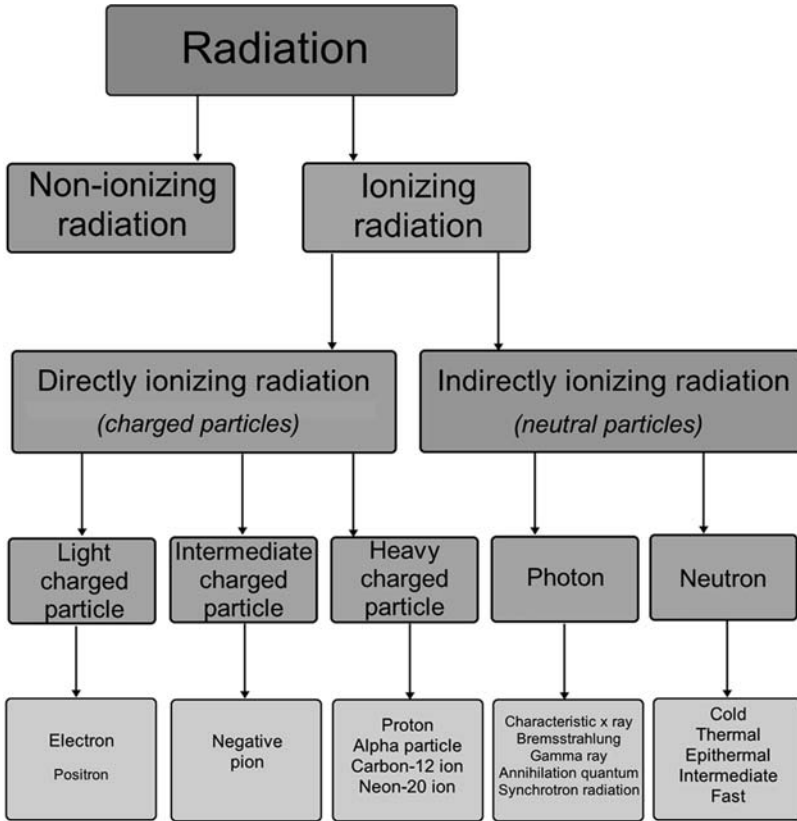 Radiation
Non-ionizing
radiation
Ionizing
radiation
Directly ionizing radiation
(charged particles)
Indirectly ionizing radiation
(neutral particles)
Light
charged
particle
Intermediate
charged
particle
Heavy
charged
particle
Photon
Neutron
Electron
Positron
Negative
pion
Proton
Alpha particle
Carbon-12 ion
Neon-20 ion
Characteristic x ray
Bremsstrahlung
Gamma ray
Annihilation quantum
Synchrotron radiation
Cold
Thermal
Epithermal
Intermediate
Fast